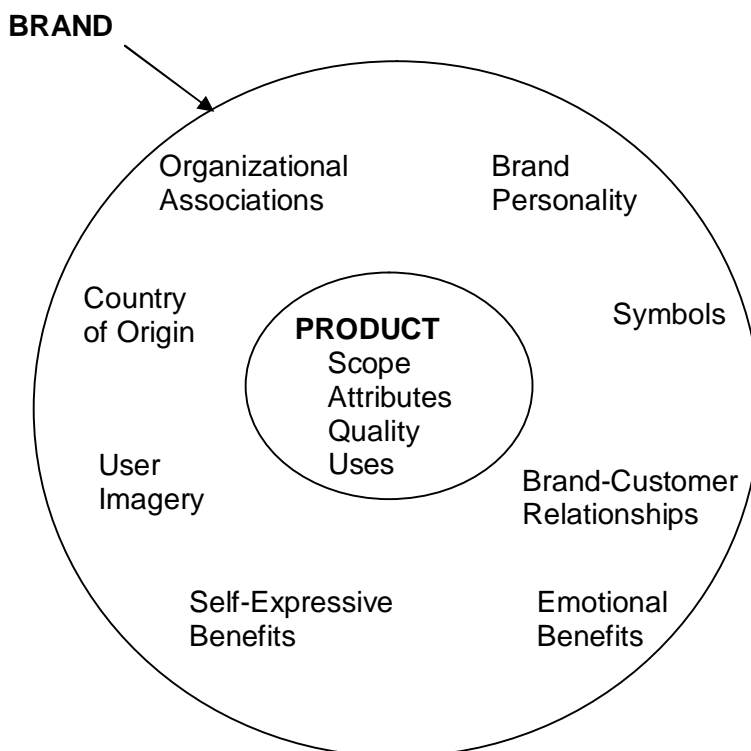 BRAND
Organizational
Associations
Brand
Personality
Country
of Origin
Symbols
PRODUCT
Scope
Attributes
Quality
Uses
User
Imagery
Brand-Customer
Relationships
Self-Expressive
Benefits
Emotional
Benefits